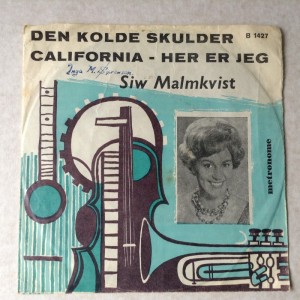 DEN KOLDE SKULDER
B 1427
CALIFORNIA - HER ER JEG
Siw Malmkvist
metronome